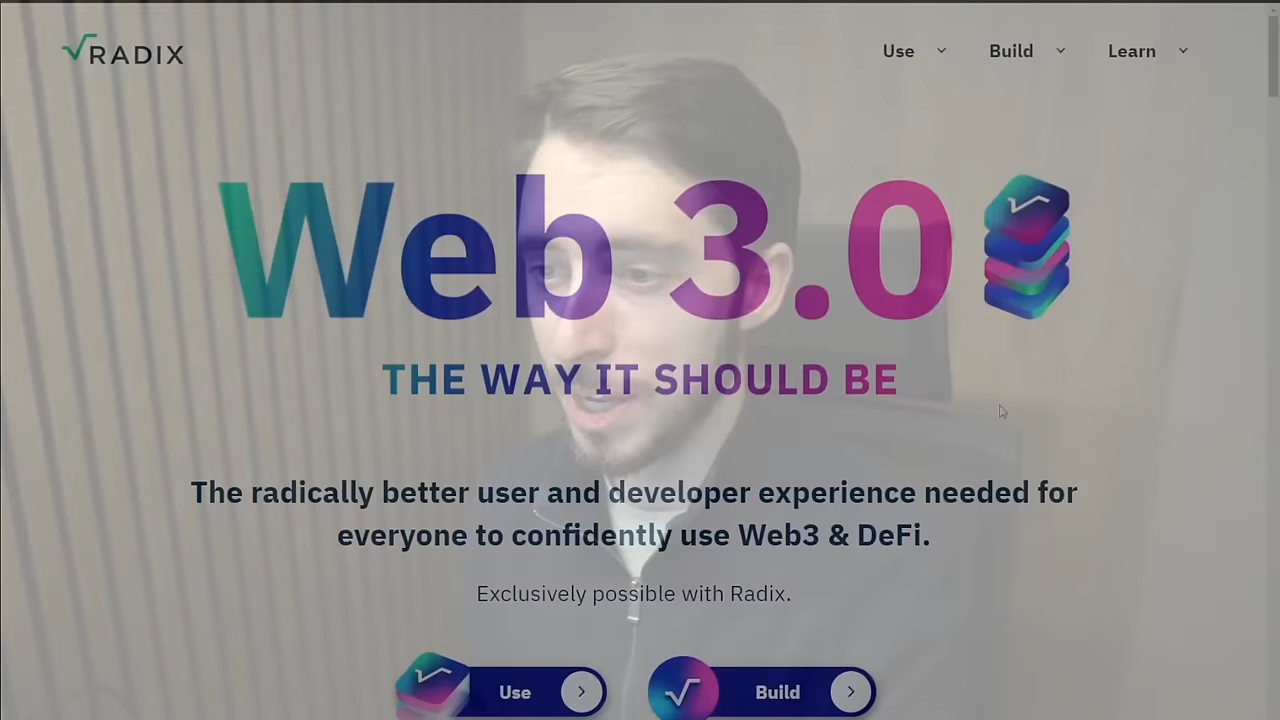 RADIX
Use
Build
Learn
Web 3.0
THE WAY IT SHOULD BE
The radically better user and developer experience needed for
everyone to confidently use Web3 & DeFi.
Exclusively possible with Radix.
Use
Build